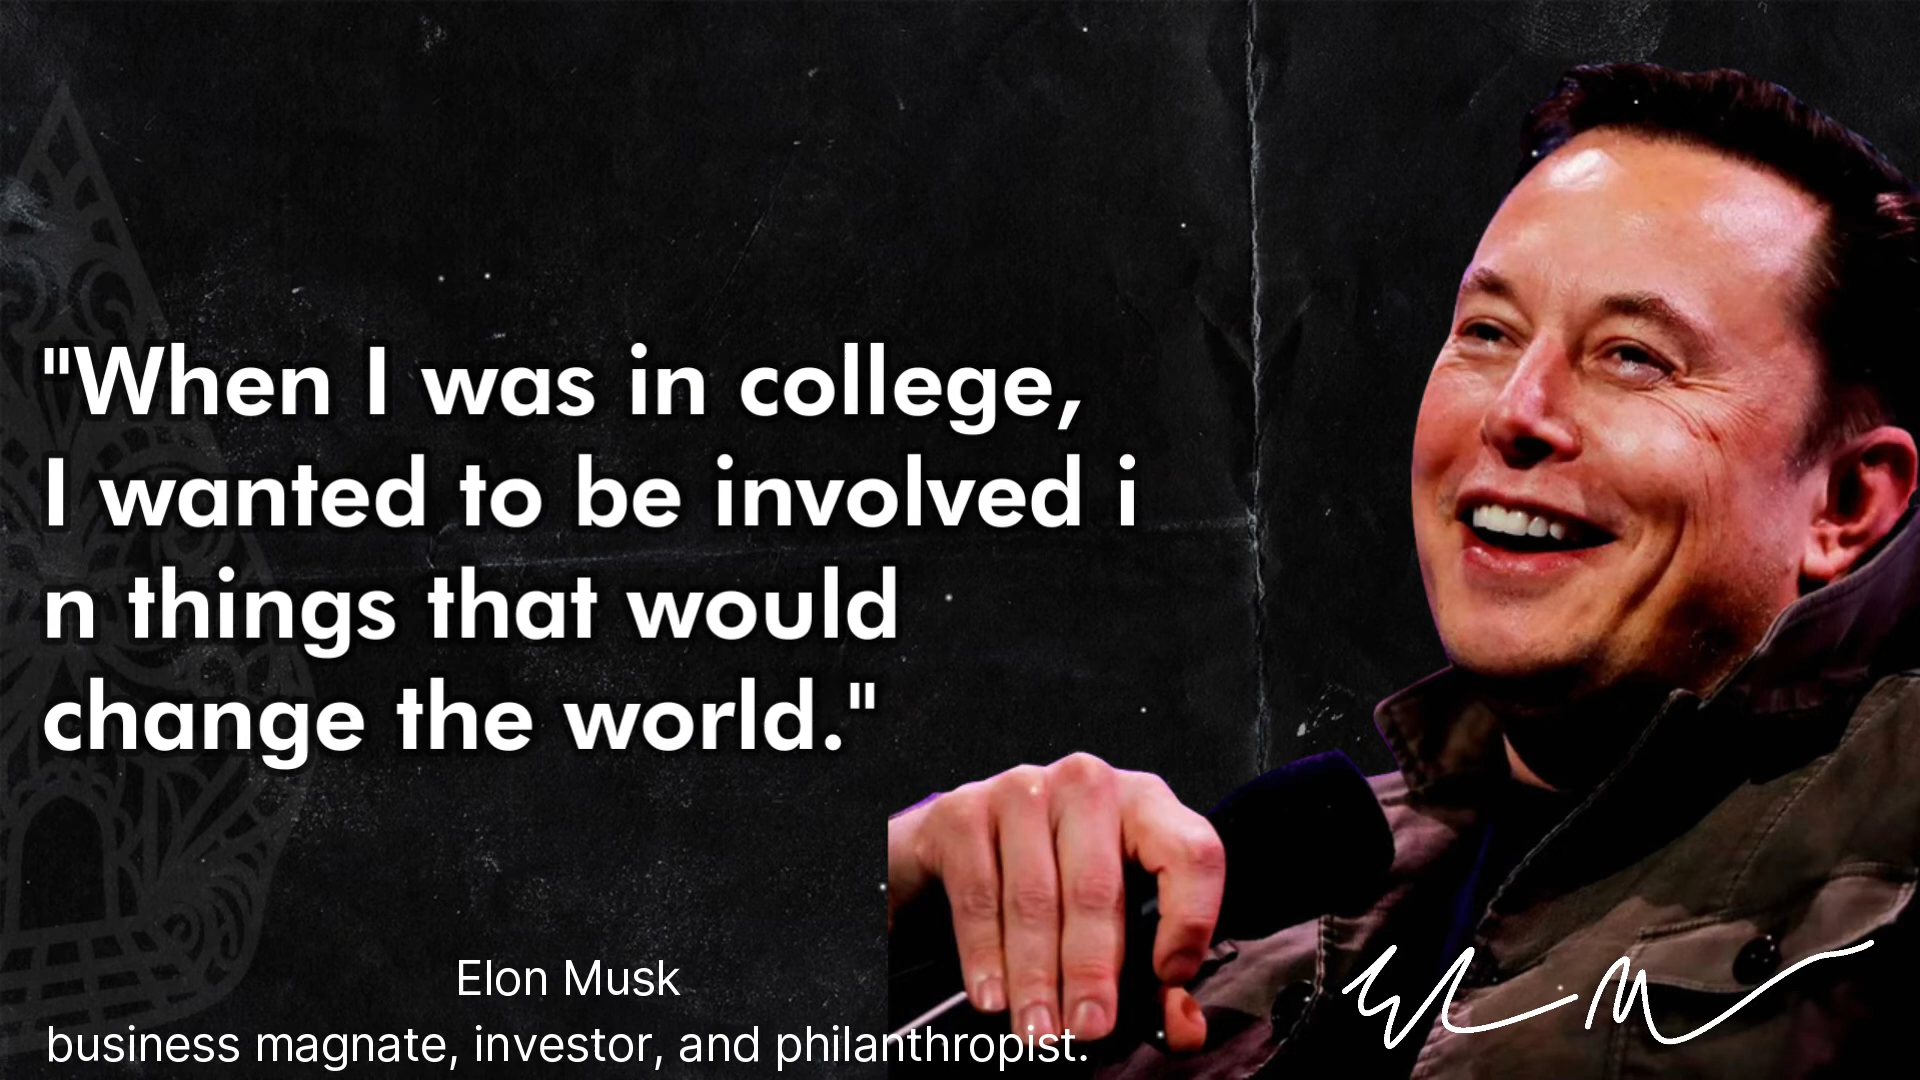 "When I was in college,
I wanted to be involved i
n things that would
change the world."
Elon Musk
business magnate, investor, and philanthropist.